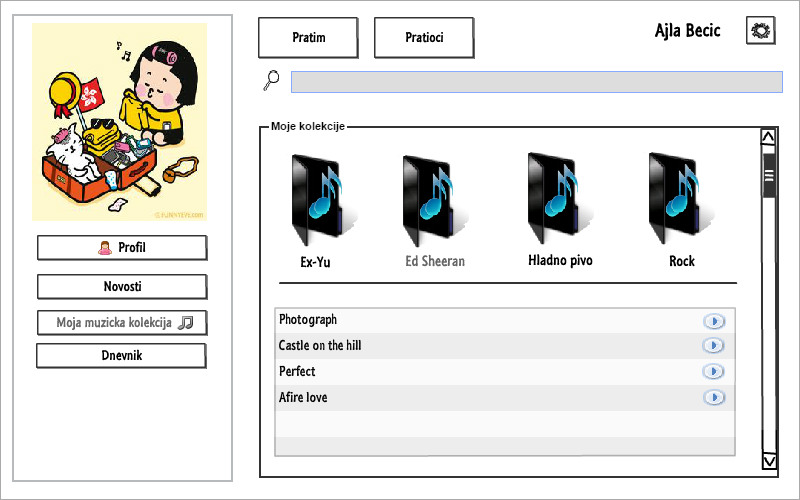 Pratim
Pratioci
Ajla Becic
Moje kolekcije
Ex-Yu
Ed Sheeran
Hladno pivo
Rock
Profil
Novosti
Moja muzicka kolekcija
Dnevnik
Photograph
Castle on the hill
Perfect
Afire love